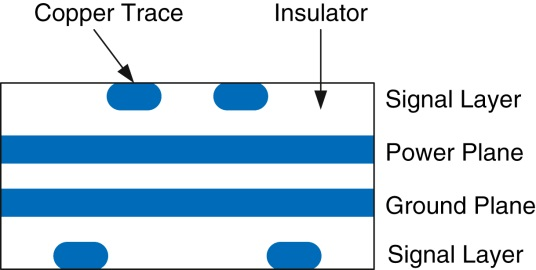 Copper Trace
Insulator
Signal Layer
Power Plane
Ground Plane
Signal Layer